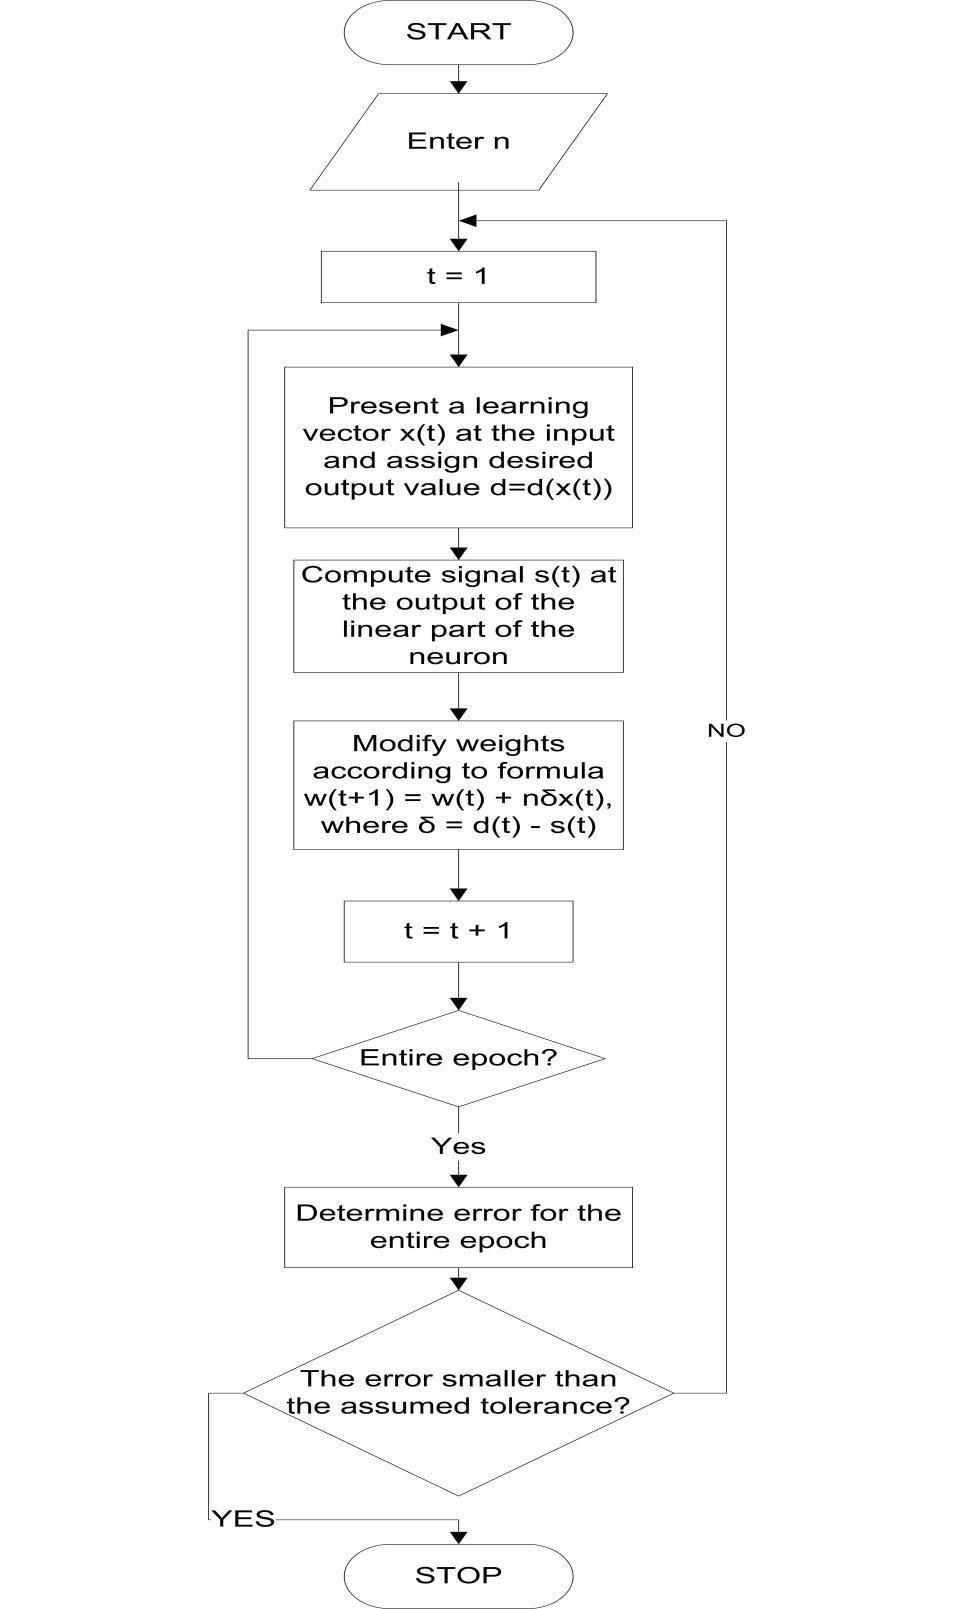 START
Enter n
t = 1
Present a learning
vector x(t) at the input
and assign desired
output value d=d(x(t))
Compute signal s(t) at
the output of the
linear part of the
neuron
NO
Modify weights
according to formula
w(t+1) = w(t) + nδx(t),
where δ = d(t) - s(t)
t = t + 1
Entire epoch?
Yes
Determine error for the
entire epoch
The error smaller than
the assumed tolerance?
YES
STOP